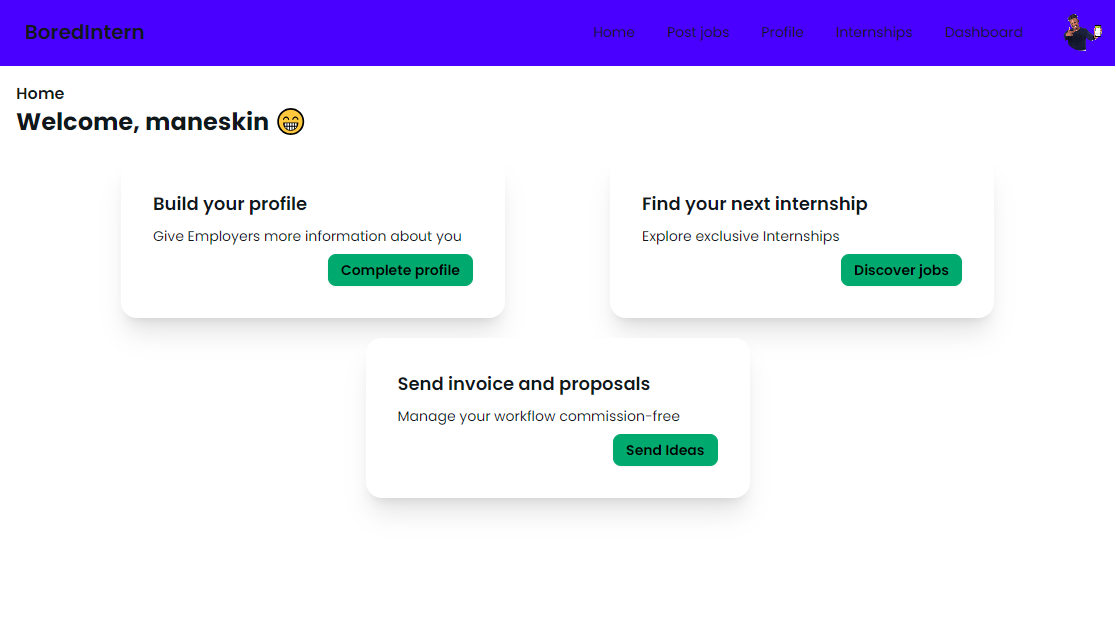 BoredIntern
Home
Post jobs
Profile
Internships
Dashboard
Home
Welcome, maneskin 😁
Build your profile
Give Employers more information about you
Complete profile
Find your next internship
Explore exclusive Internships
Discover jobs
Send invoice and proposals
Manage your workflow commission-free
Send Ideas